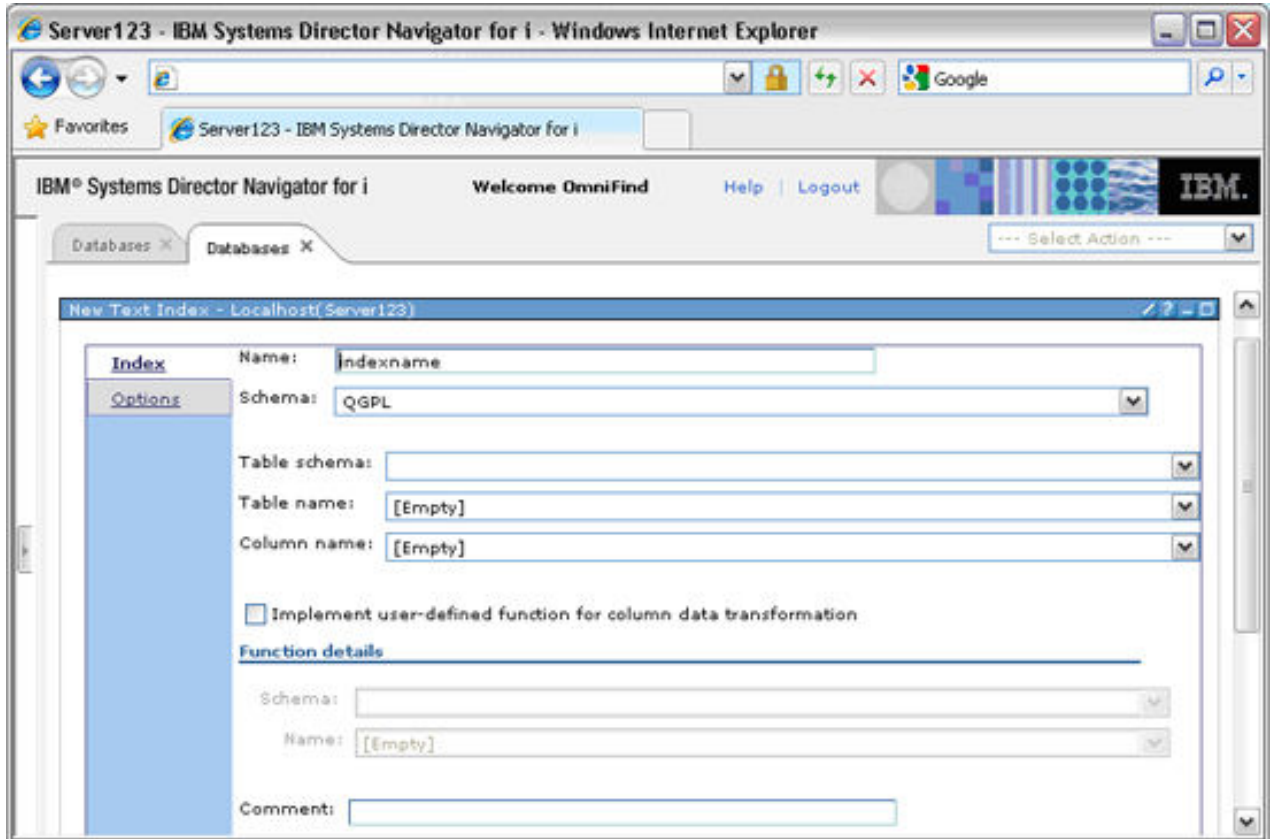 Server123 - IBM Systems Director Navigator for i - Windows Internet Explorer
Google
Favorites
Server123 - IBM Systems Director Navigator for i
IBM® Systems Director Navigator for i Welcome OmniFind Help | Logout IBM.
Databases Databases --- Select Action ---
New Text Index - Localhost(Server123)
Index
Options
Name: indexname
Schema: QGPL
Table schema:
Table name: [Empty]
Column name: [Empty]
Implement user-defined function for column data transformation
Function details
Schema:
Name: [Empty]
Comment: